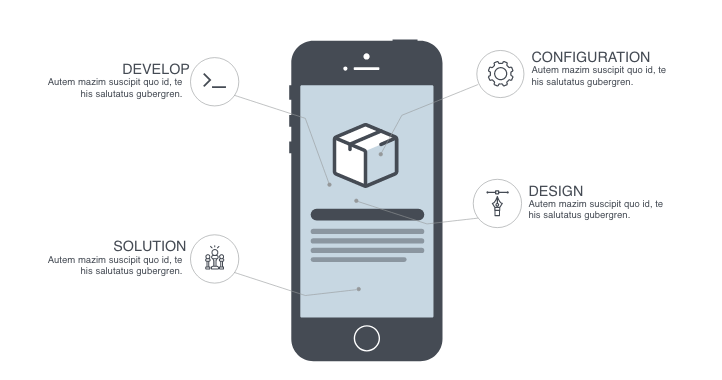 DEVELOP
Autem mazim suscipit quo id, te
his salutatus gubergren.
CONFIGURATION
Autem mazim suscipit quo id, te
his salutatus gubergren.
DESIGN
Autem mazim suscipit quo id, te
his salutatus gubergren.
SOLUTION
Autem mazim suscipit quo id, te
his salutatus gubergren.